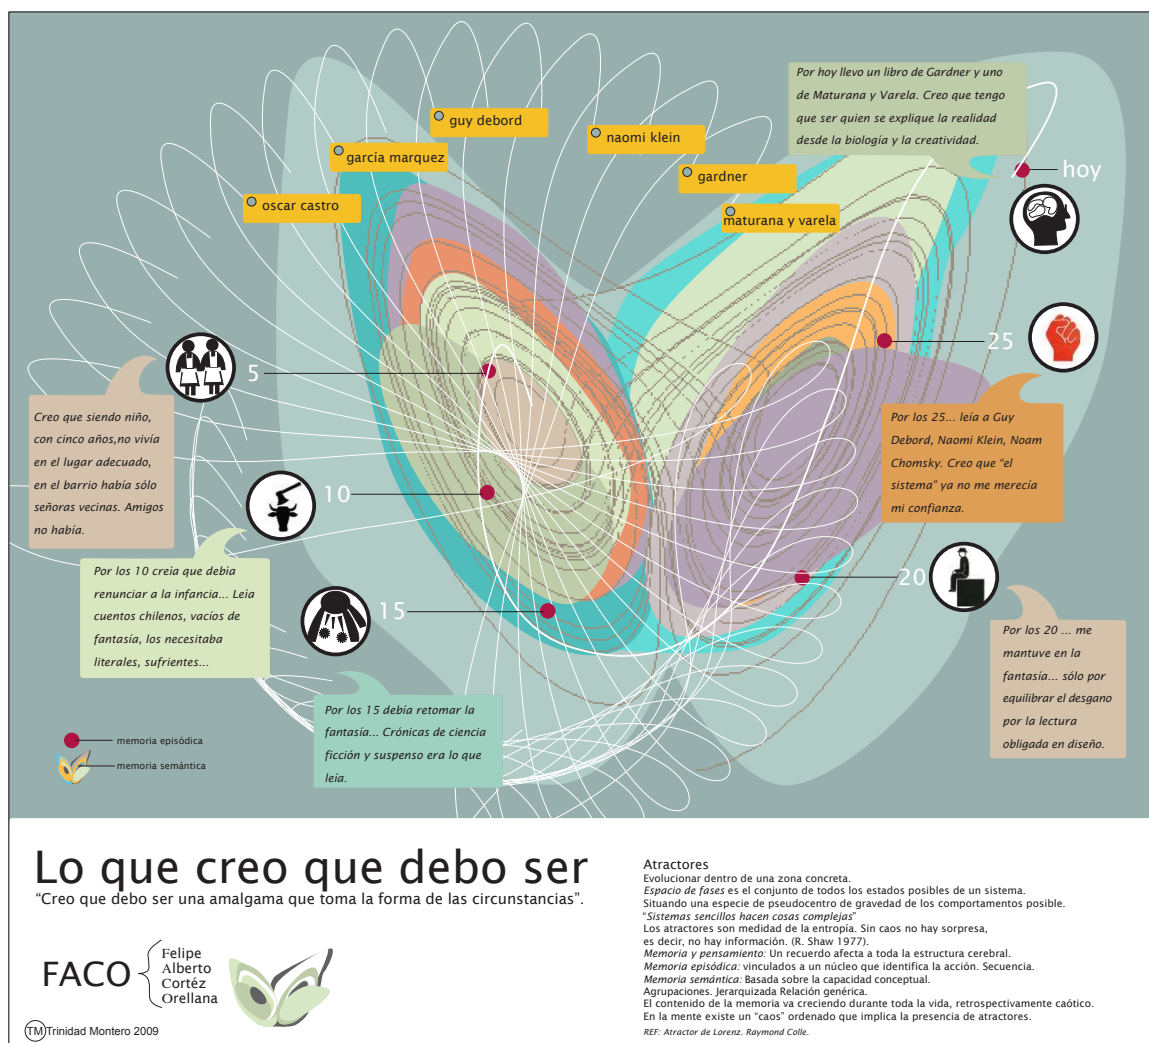 Por hoy llevo un libro de Gardner y uno
de Maturana y Varela. Creo que tengo
que ser quien se explique la realidad
desde la biología y la creatividad.
guy debord
naomi klein
garcía marquez
gardner
hoy
oscar castro
maturana y varela
25
5
Creo que siendo niño,
con cinco años,no vivía
en el lugar adecuado,
en el barrio había sólo
señoras vecinas. Amigos
no había.
Por los 25... leía a Guy
Debord, Naomi Klein, Noam
Chomsky. Creo que “el
sistema” ya no me merecía
mi confianza.
10
Por los 10 creia que debia
renunciar a la infancia... Leia
cuentos chilenos, vacíos de
fantasía, los necesitaba
literales, sufrientes...
20
15
Por los 20 ... me
mantuve en la
fantasía... sólo por
equilibrar el desgano
por la lectura
obligada en diseño.
Por los 15 debía retomar la
fantasía... Crónicas de ciencia
ficción y suspenso era lo que
leía.
memoria episódica
memoria semántica
Lo que creo que debo ser
“Creo que debo ser una amalgama que toma la forma de las circunstancias”.
FACO
Felipe
Alberto
Cortéz
Orellana
TM Trinidad Montero 2009
Atractores
Evolucionar dentro de una zona concreta.
Espacio de fases es el conjunto de todos los estados posibles de un sistema.
Situando una especie de pseudocentro de gravedad de los comportamientos posible.
“Sistemas sencillos hacen cosas complejas”
Los atractores son medidad de la entropía. Sin caos no hay sorpresa,
es decir, no hay información. (R. Shaw 1977).
Memoria y pensamiento: Un recuerdo afecta a toda la estructura cerebral.
Memoria episódica: vinculados a un núcleo que identifica la acción. Secuencia.
Memoria semántica: Basada sobre la capacidad conceptual.
Agrupaciones. Jerarquizada Relación genérica.
El contenido de la memoria va creciendo durante toda la vida, retrospectivamente caótico.
En la mente existe un “caos” ordenado que implica la presencia de atractores.
REF: Atractor de Lorenz. Raymond Colle.